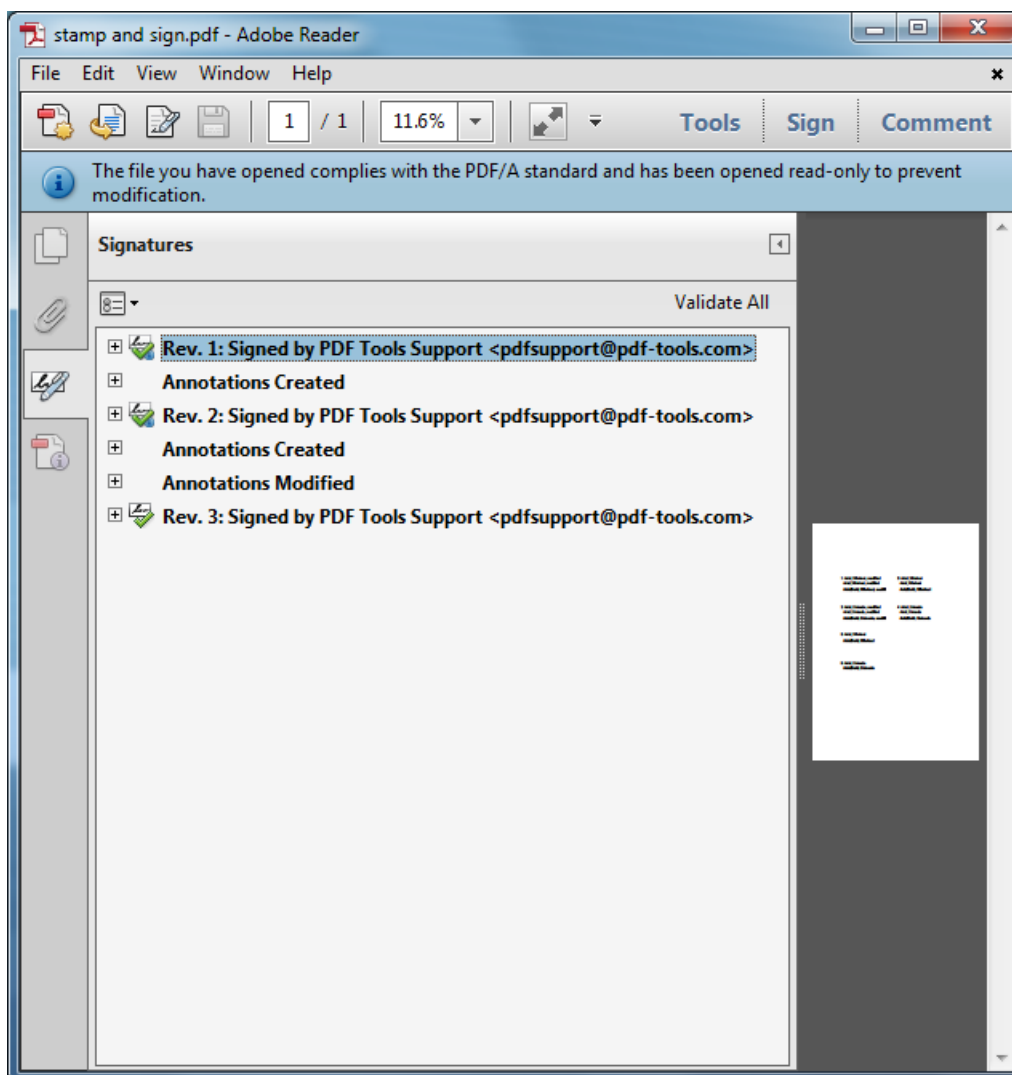 stamp and sign.pdf - Adobe Reader
File Edit View Window Help
1 / 1 11.6% Tools Sign Comment
The file you have opened complies with the PDF/A standard and has been opened read-only to prevent
modification.
Signatures
Validate All
Rev. 1: Signed by PDF Tools Support <pdfsupport@pdf-tools.com>
Annotations Created
Rev. 2: Signed by PDF Tools Support <pdfsupport@pdf-tools.com>
Annotations Created
Annotations Modified
Rev. 3: Signed by PDF Tools Support <pdfsupport@pdf-tools.com>